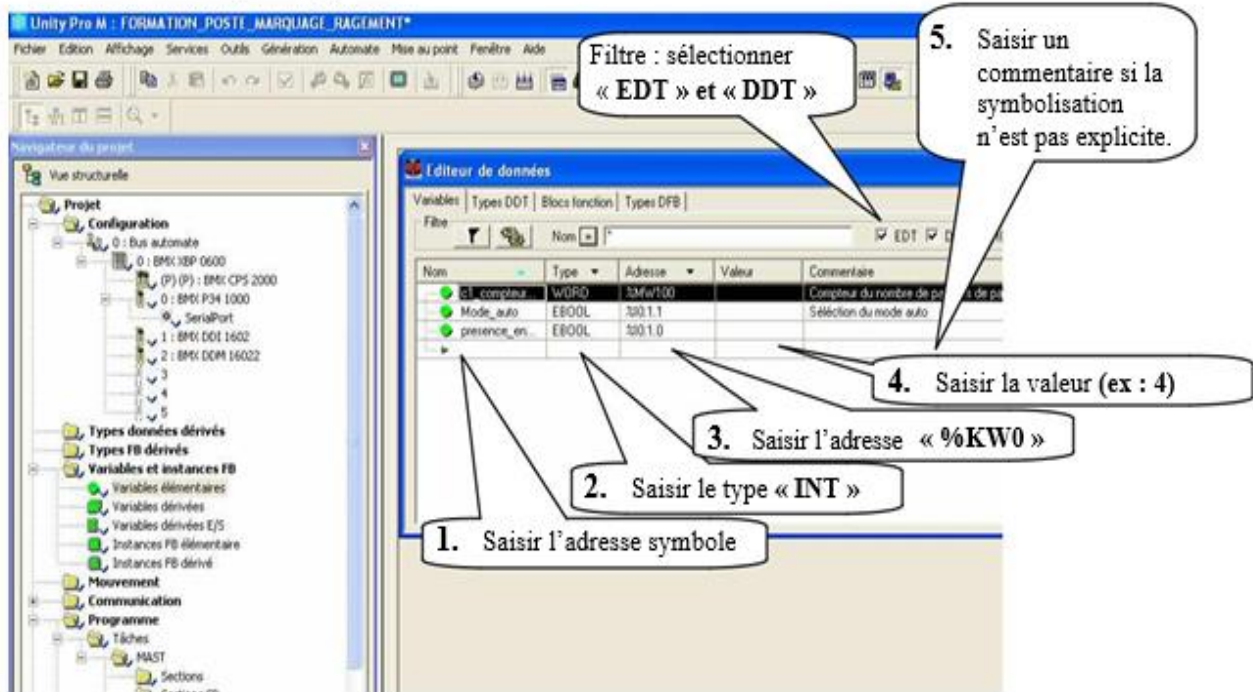 Unity Pro M : FORMATION_POSTE_MARQUAGE_RAGEMENT*
Fichier Edition Affichage Services Outils Génération Automate Mise au point Fenêtre Aide
Filtre : sélectionner
« EDT » et « DDT »
5. Saisir un
commentaire si la
symbolisation
n’est pas explicite.
Navigateur du projet
Vue structurelle
Projet
Configuration
0 : Bus automate
0 : BMX XBP 0600
(P) (P) : BMX CPS 2000
0 : BMX P34 1000
SerialPort
1 : BMX DDI 1602
2 : BMX DDM 16022
3
4
5
Types données dérivés
Types FB dérivés
Variables et instances FB
Variables élémentaires
Variables dérivées
Variables dérivées E/S
Instances FB élémentaire
Instances FB dérivé
Mouvement
Communication
Programme
Tâches
MAST
Sections
Editeur de données
Variables Types DDT Blocs fonction Types DFB
Filtre
Nom * EDT
Nom Type Adresse Valeur Commentaire
c1_compteur... WORD %MW100 Compteur du nombre de
Mode_auto EBOOL %I0.1.1 Séléction du mode auto
presence_en... EBOOL %I0.1.0
4. Saisir la valeur (ex : 4)
3. Saisir l’adresse « %KW0 »
2. Saisir le type « INT »
1. Saisir l’adresse symbole